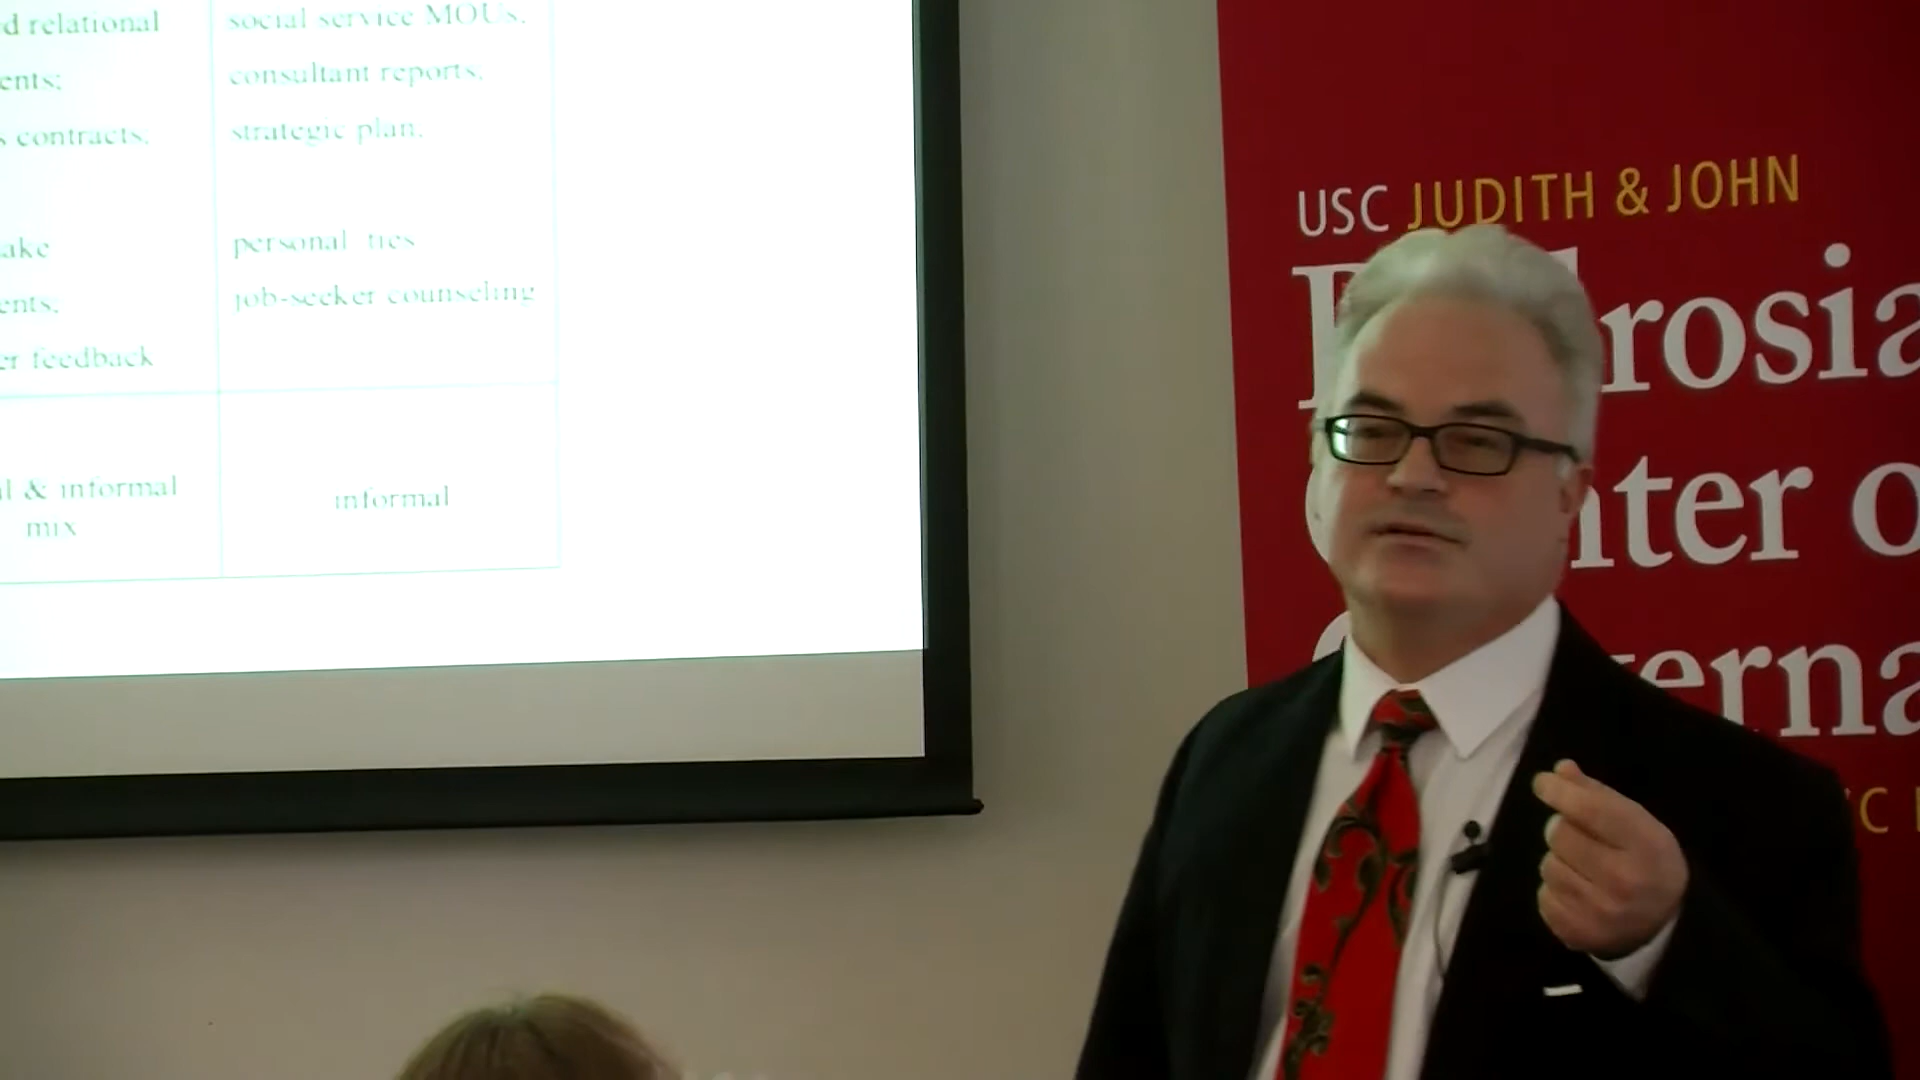 d relational
ents;
s contracts;
ake
ents;
er feedback
social service MOUs,
consultant reports,
strategic plan,
personal ties
job-seeker counseling
l & informal
mix
informal
USC JUDITH & JOHN
rosia
nter o
erna
C